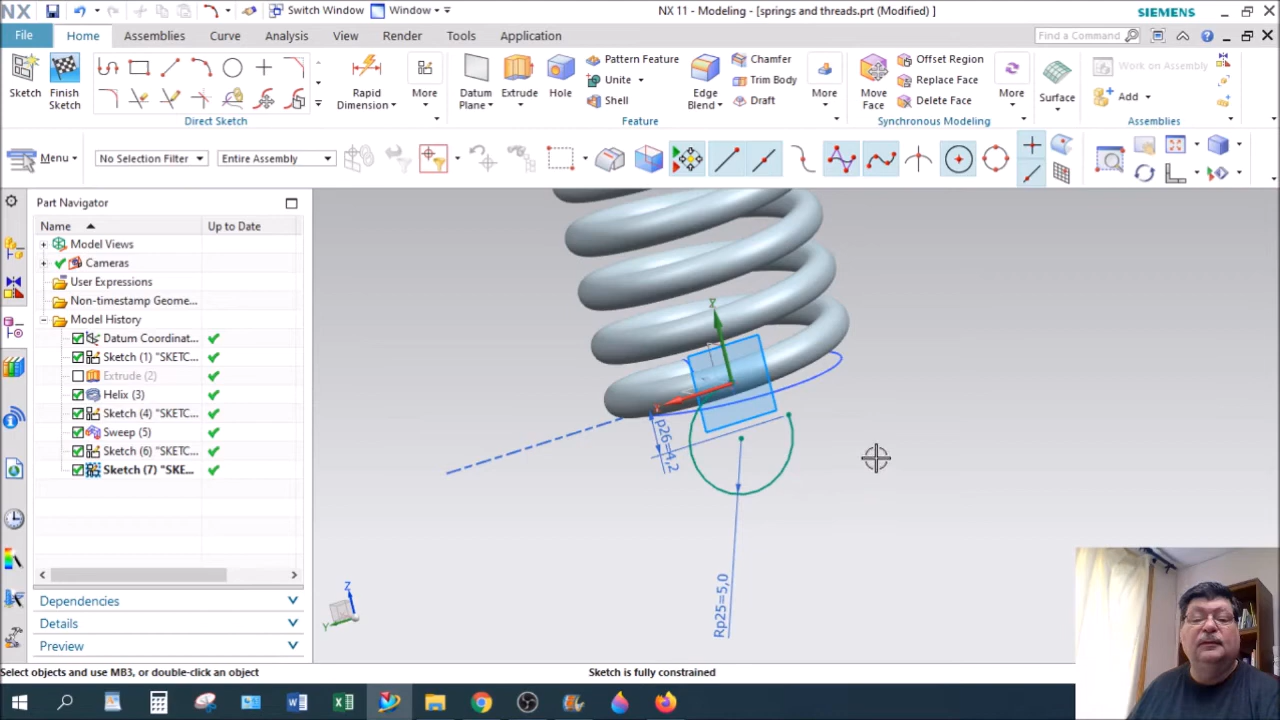 NX
Switch Window
Window
NX 11 - Modeling - [springs and threads.prt (Modified) ]
SIEMENS
File
Home
Assemblies
Curve
Analysis
View
Render
Tools
Application
Find a Command
Sketch
Finish
Sketch
Rapid
Dimension
More
Datum
Plane
Extrude
Hole
Pattern Feature
Unite
Shell
Edge
Blend
Chamfer
Trim Body
Draft
More
Move
Face
Offset Region
Replace Face
Delete Face
More
Surface
Work on Assembly
Add
Direct Sketch
Feature
Synchronous Modeling
Assemblies
Menu
No Selection Filter
Entire Assembly
Part Navigator
Name
Up to Date
Model Views
Cameras
User Expressions
Non-timestamp Geome...
Model History
Datum Coordinat...
Sketch (1) "SKETC...
Extrude (2)
Helix (3)
Sketch (4) "SKETC...
Sweep (5)
Sketch (6) "SKETC...
Sketch (7) "SKE...
Dependencies
Details
Preview
p26=4,2
Rp25=5,0
Z
Y
Select objects and use MB3, or double-click an object
Sketch is fully constrained